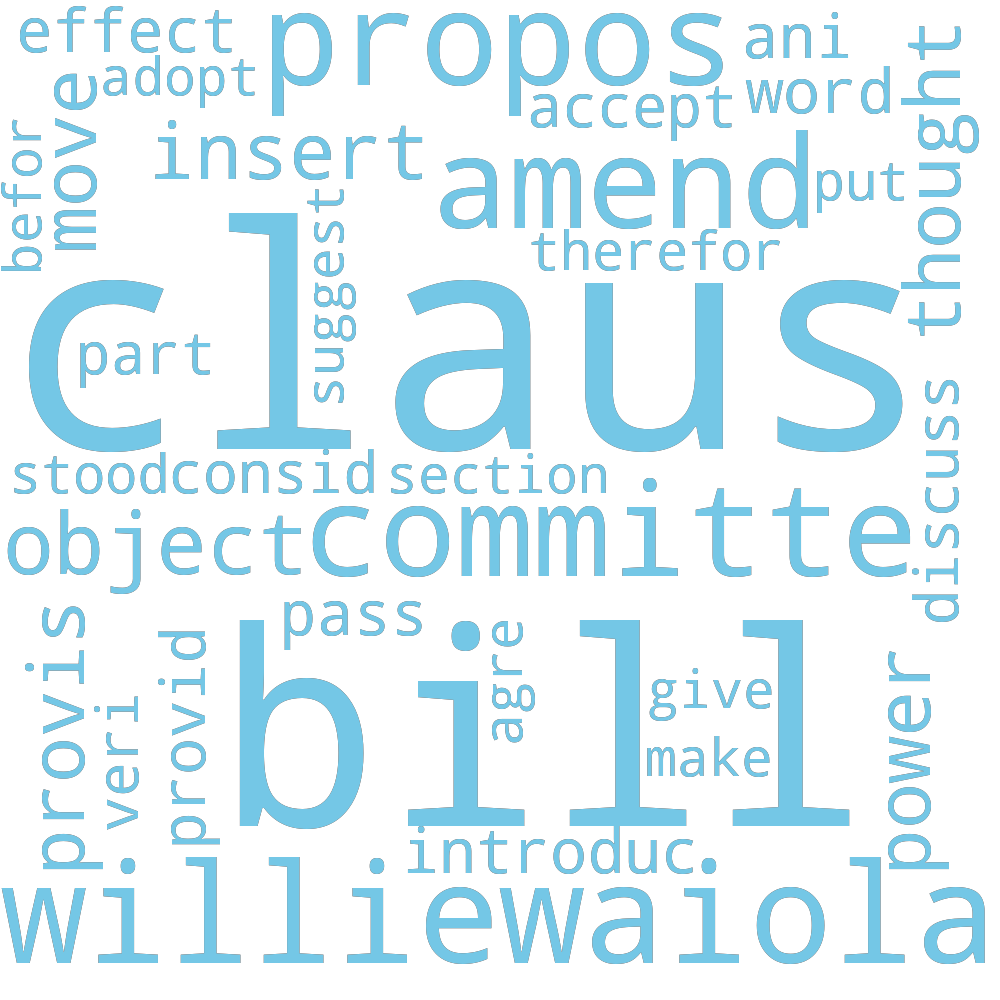 effect
propos
ani
adopt
accept
word
thought
move
befor
insert
amend
put
suggest
therefor
claus
part
stood
consid
section
discuss
object
committe
pass
provis
provid
veri
bill
agre
give
make
power
introduc
williewaiola